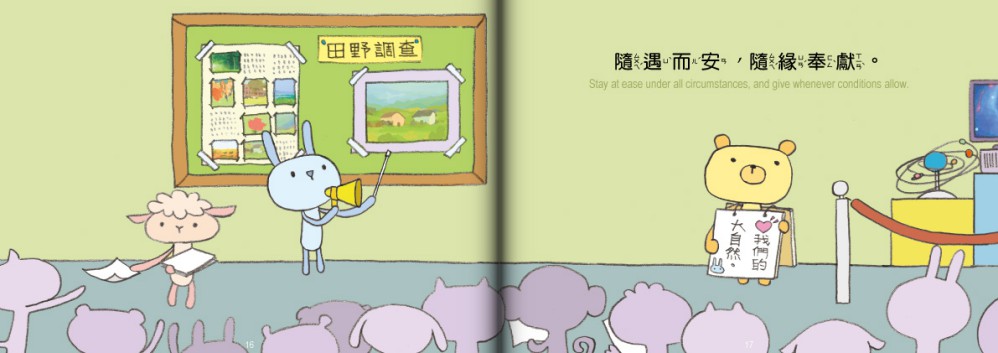 田野調查
隨遇而安，隨緣奉獻。
Stay at ease under all circumstances, and give whenever conditions allow.
我們的
大自然。
16
17